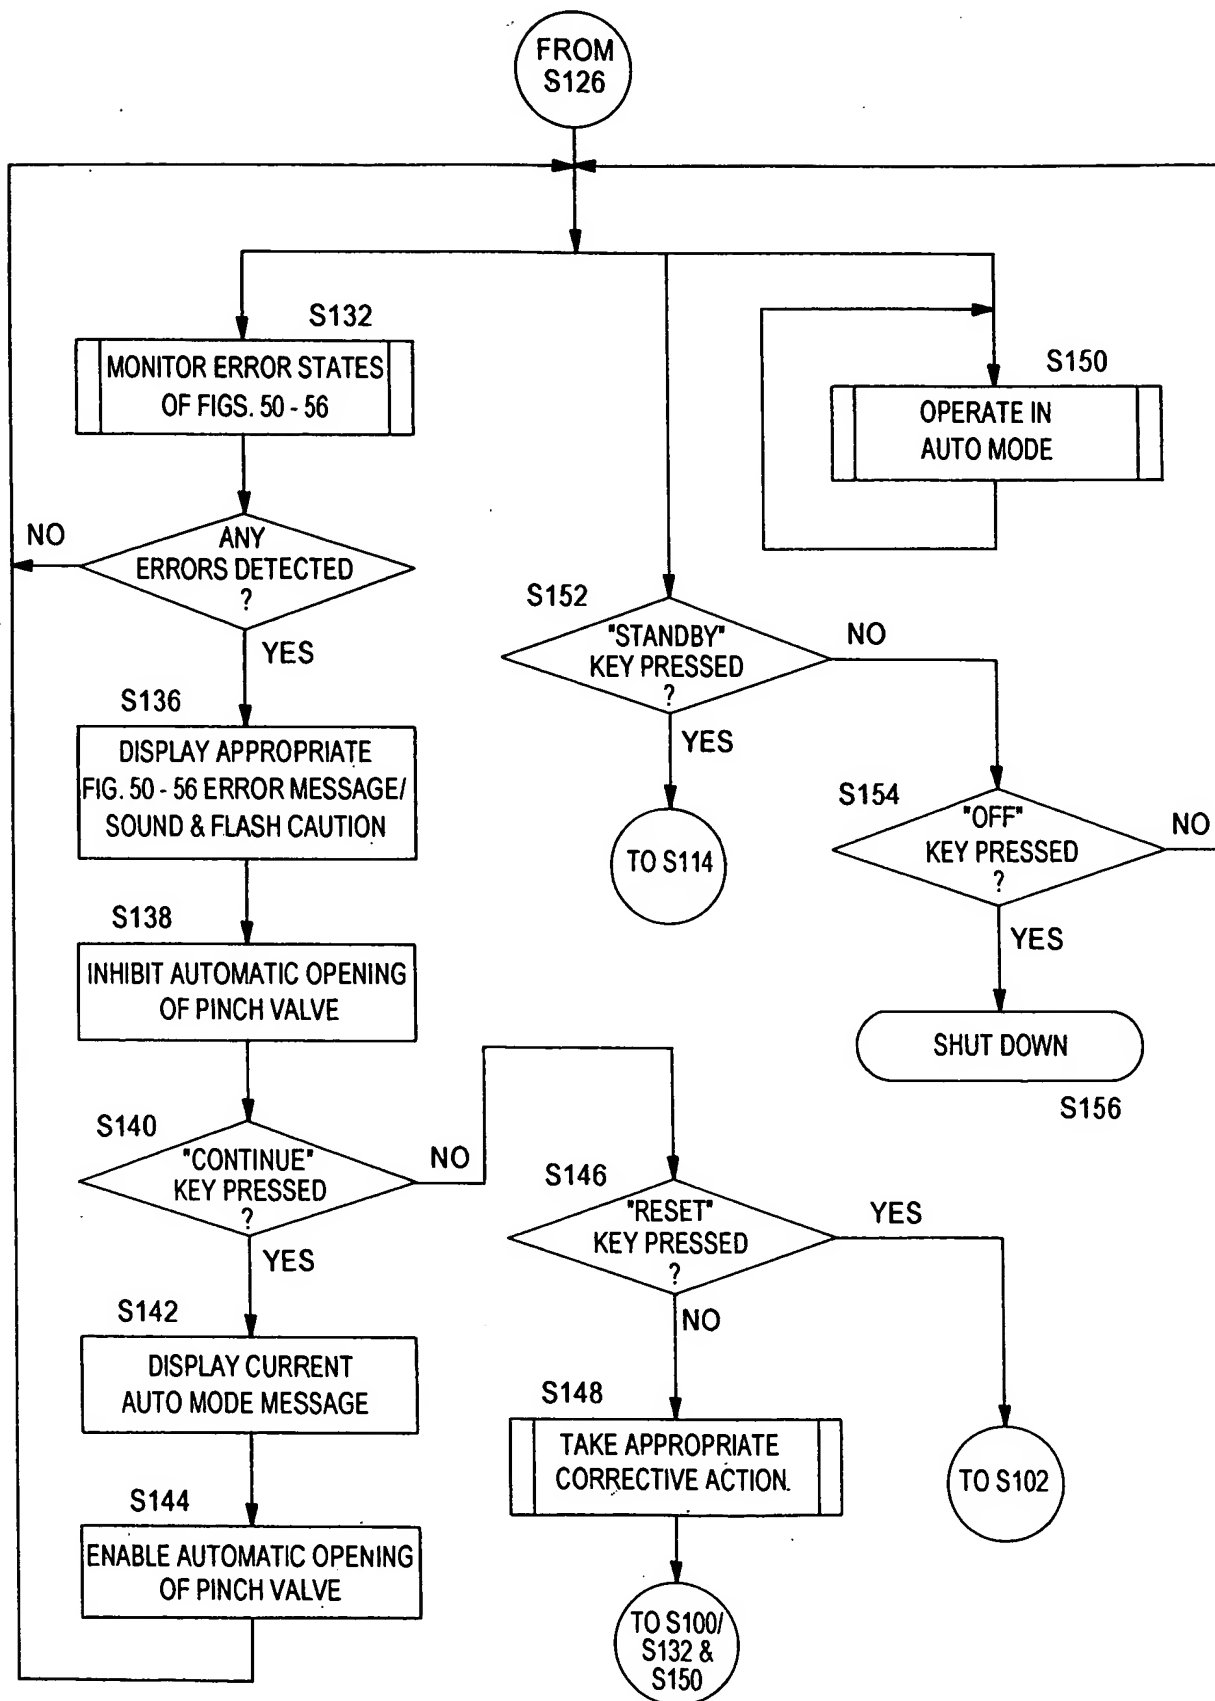 FROM
S126
S132
MONITOR ERROR STATES
OF FIGS. 50 - 56
S150
OPERATE IN
AUTO MODE
NO
ANY
ERRORS DETECTED
?
YES
S152
"STANDBY"
KEY PRESSED
?
NO
YES
S136
DISPLAY APPROPRIATE
FIG. 50 - 56 ERROR MESSAGE/
SOUND & FLASH CAUTION
TO S114
S154
"OFF"
KEY PRESSED
?
NO
YES
S138
INHIBIT AUTOMATIC OPENING
OF PINCH VALVE
SHUT DOWN
S156
S140
"CONTINUE"
KEY PRESSED
?
NO
YES
S146
"RESET"
KEY PRESSED
?
YES
NO
S142
DISPLAY CURRENT
AUTO MODE MESSAGE
S148
TAKE APPROPRIATE
CORRECTIVE ACTION.
TO S102
S144
ENABLE AUTOMATIC OPENING
OF PINCH VALVE
TO S100/
S132 &
S150